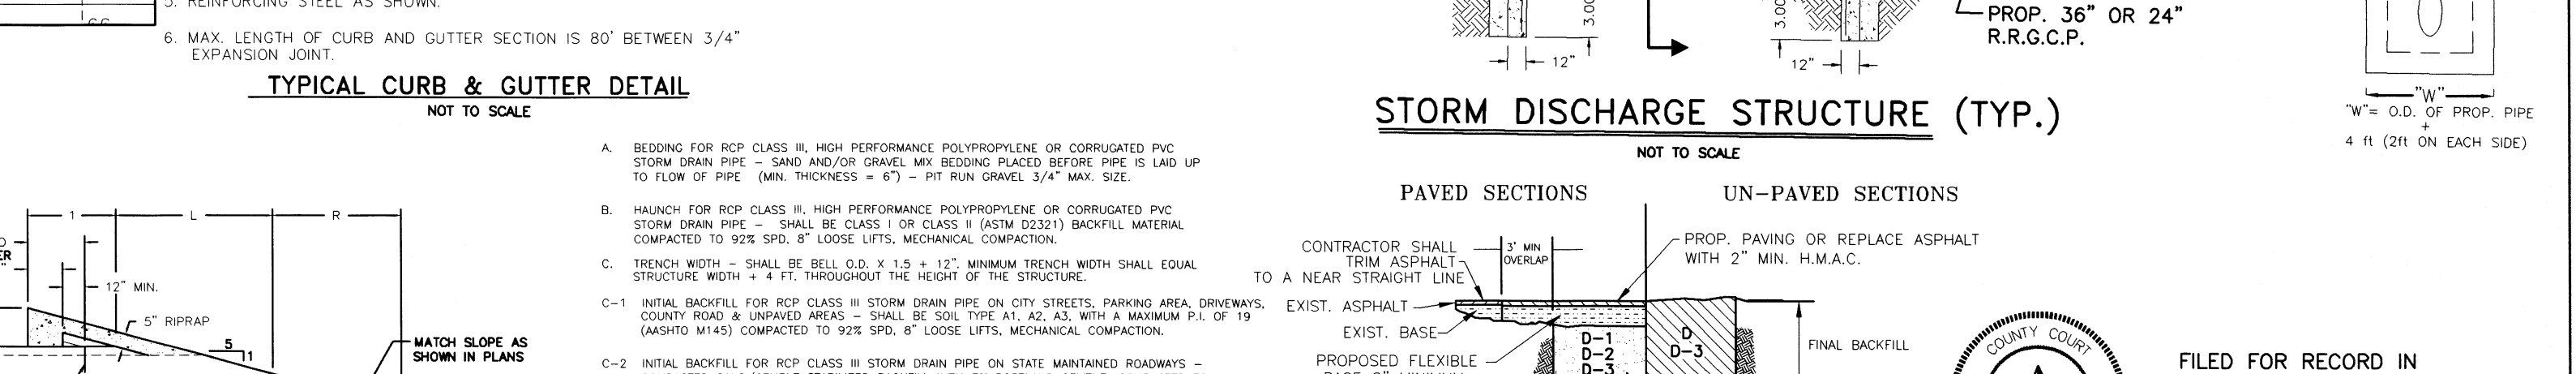 5. REINFORCING STEEL AS SHOWN.
6. MAX. LENGTH OF CURB AND GUTTER SECTION IS 80' BETWEEN 3/4"
EXPANSION JOINT.
TYPICAL CURB & GUTTER DETAIL
NOT TO SCALE
A. BEDDING FOR RCP CLASS III, HIGH PERFORMANCE POLYPROPYLENE OR CORRUGATED PVC
STORM DRAIN PIPE – SAND AND/OR GRAVEL MIX BEDDING PLACED BEFORE PIPE IS LAID UP
TO FLOW OF PIPE (MIN. THICKNESS = 6") – PIT RUN GRAVEL 3/4" MAX. SIZE.
B. HAUNCH FOR RCP CLASS III, HIGH PERFORMANCE POLYPROPYLENE OR CORRUGATED PVC
STORM DRAIN PIPE – SHALL BE CLASS I OR CLASS II (ASTM D2321) BACKFILL MATERIAL
COMPACTED TO 92% SPD, 8" LOOSE LIFTS, MECHANICAL COMPACTION.
C. TRENCH WIDTH – SHALL BE BELL O.D. X 1.5 + 12". MINIMUM TRENCH WIDTH SHALL EQUAL
STRUCTURE WIDTH + 4 FT. THROUGHOUT THE HEIGHT OF THE STRUCTURE.
C-1 INITIAL BACKFILL FOR RCP CLASS III STORM DRAIN PIPE ON CITY STREETS, PARKING AREA, DRIVEWAYS,
COUNTY ROAD & UNPAVED AREAS – SHALL BE SOIL TYPE A1, A2, A3, WITH A MAXIMUM P.I. OF 19
(AASHTO M145) COMPACTED TO 92% SPD, 8" LOOSE LIFTS, MECHANICAL COMPACTION.
C-2 INITIAL BACKFILL FOR RCP CLASS III STORM DRAIN PIPE ON STATE MAINTAINED ROADWAYS –
1
L
R
12" MIN.
5" RIPRAP
5
1
MATCH SLOPE AS
SHOWN IN PLANS
3.00
12"
3.00
12"
PROP. 36" OR 24"
R.R.G.C.P.
STORM DISCHARGE STRUCTURE (TYP.)
NOT TO SCALE
"W"
"W"= O.D. OF PROP. PIPE
+
4 ft (2ft ON EACH SIDE)
PAVED SECTIONS
UN-PAVED SECTIONS
CONTRACTOR SHALL
TRIM ASPHALT
TO A NEAR STRAIGHT LINE
3' MIN
OVERLAP
PROP. PAVING OR REPLACE ASPHALT
WITH 2" MIN. H.M.A.C.
EXIST. ASPHALT
EXIST. BASE
PROPOSED FLEXIBLE
D-1
D-2
D-3
D
D-3
FINAL BACKFILL
COUNTY COURT
FILED FOR RECORD IN